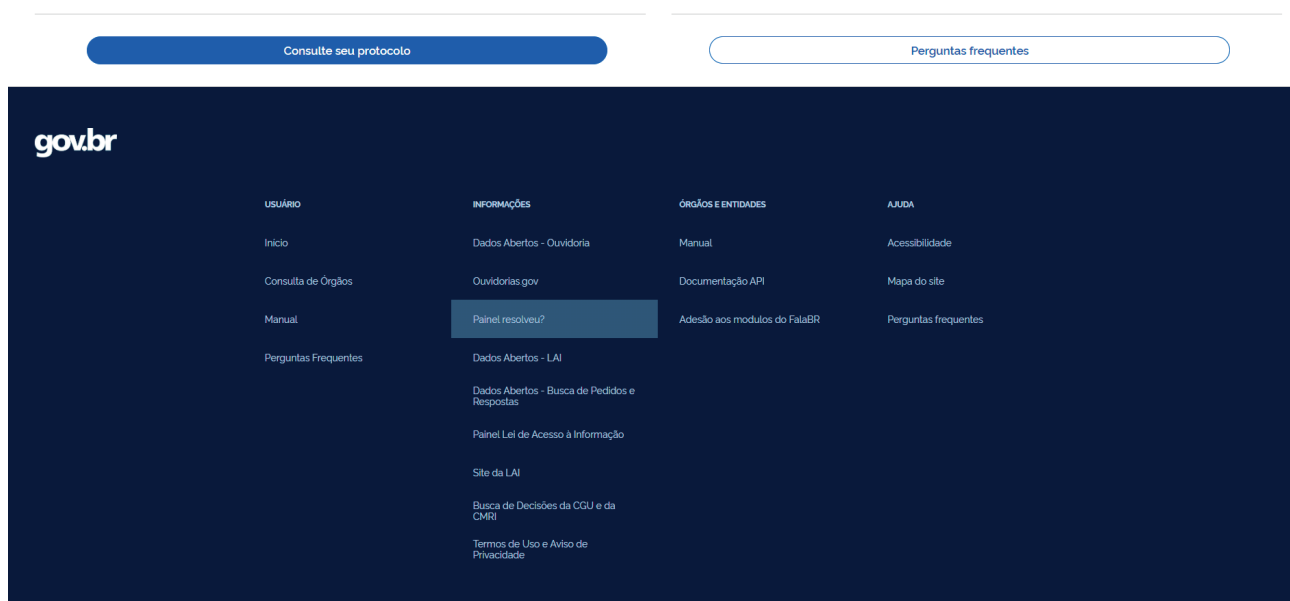 Consulte seu protocolo
Perguntas frequentes
gov.br
USUÁRIO
Início
Consulta de Órgãos
Manual
Perguntas Frequentes
INFORMAÇÕES
Dados Abertos - Ouvidoria
Ouvidorias.gov
Painel resolveu?
Dados Abertos - LAI
Dados Abertos - Busca de Pedidos e
Respostas
Painel Lei de Acesso à Informação
Site da LAI
Busca de Decisões da CGU e da
CMRI
Termos de Uso e Aviso de
Privacidade
ÓRGÃOS E ENTIDADES
Manual
Documentação API
Adesão aos modulos do FalaBR
AJUDA
Acessibilidade
Mapa do site
Perguntas frequentes